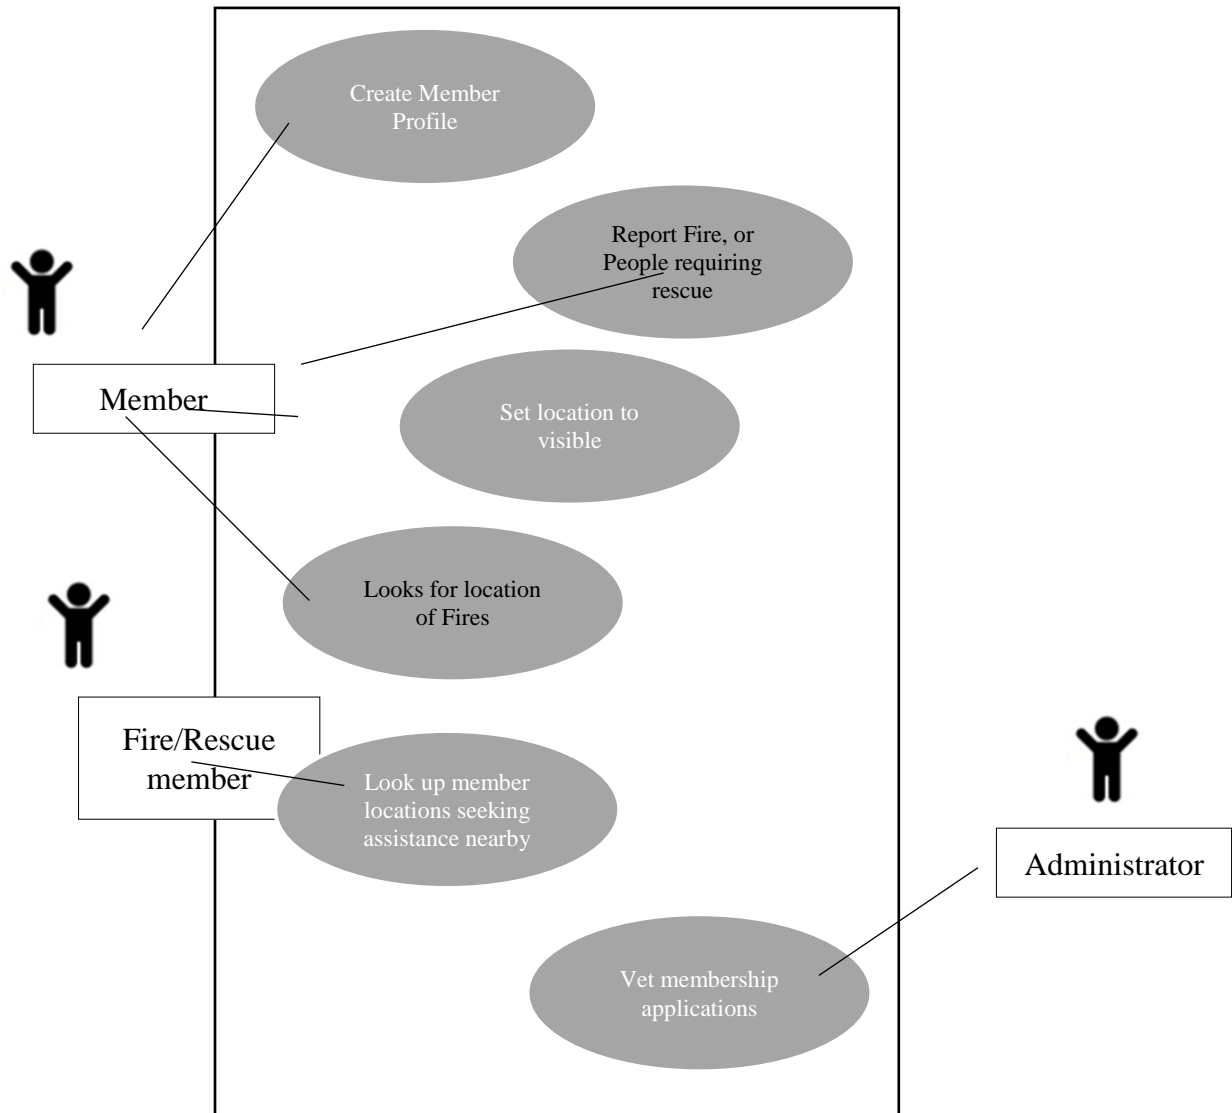 Create Member
Profile
Report Fire, or
People requiring
rescue
Member
Set location to
visible
Looks for location
of Fires
Fire/Rescue
member
Look up member
locations seeking
assistance nearby
Administrator
Vet membership
applications